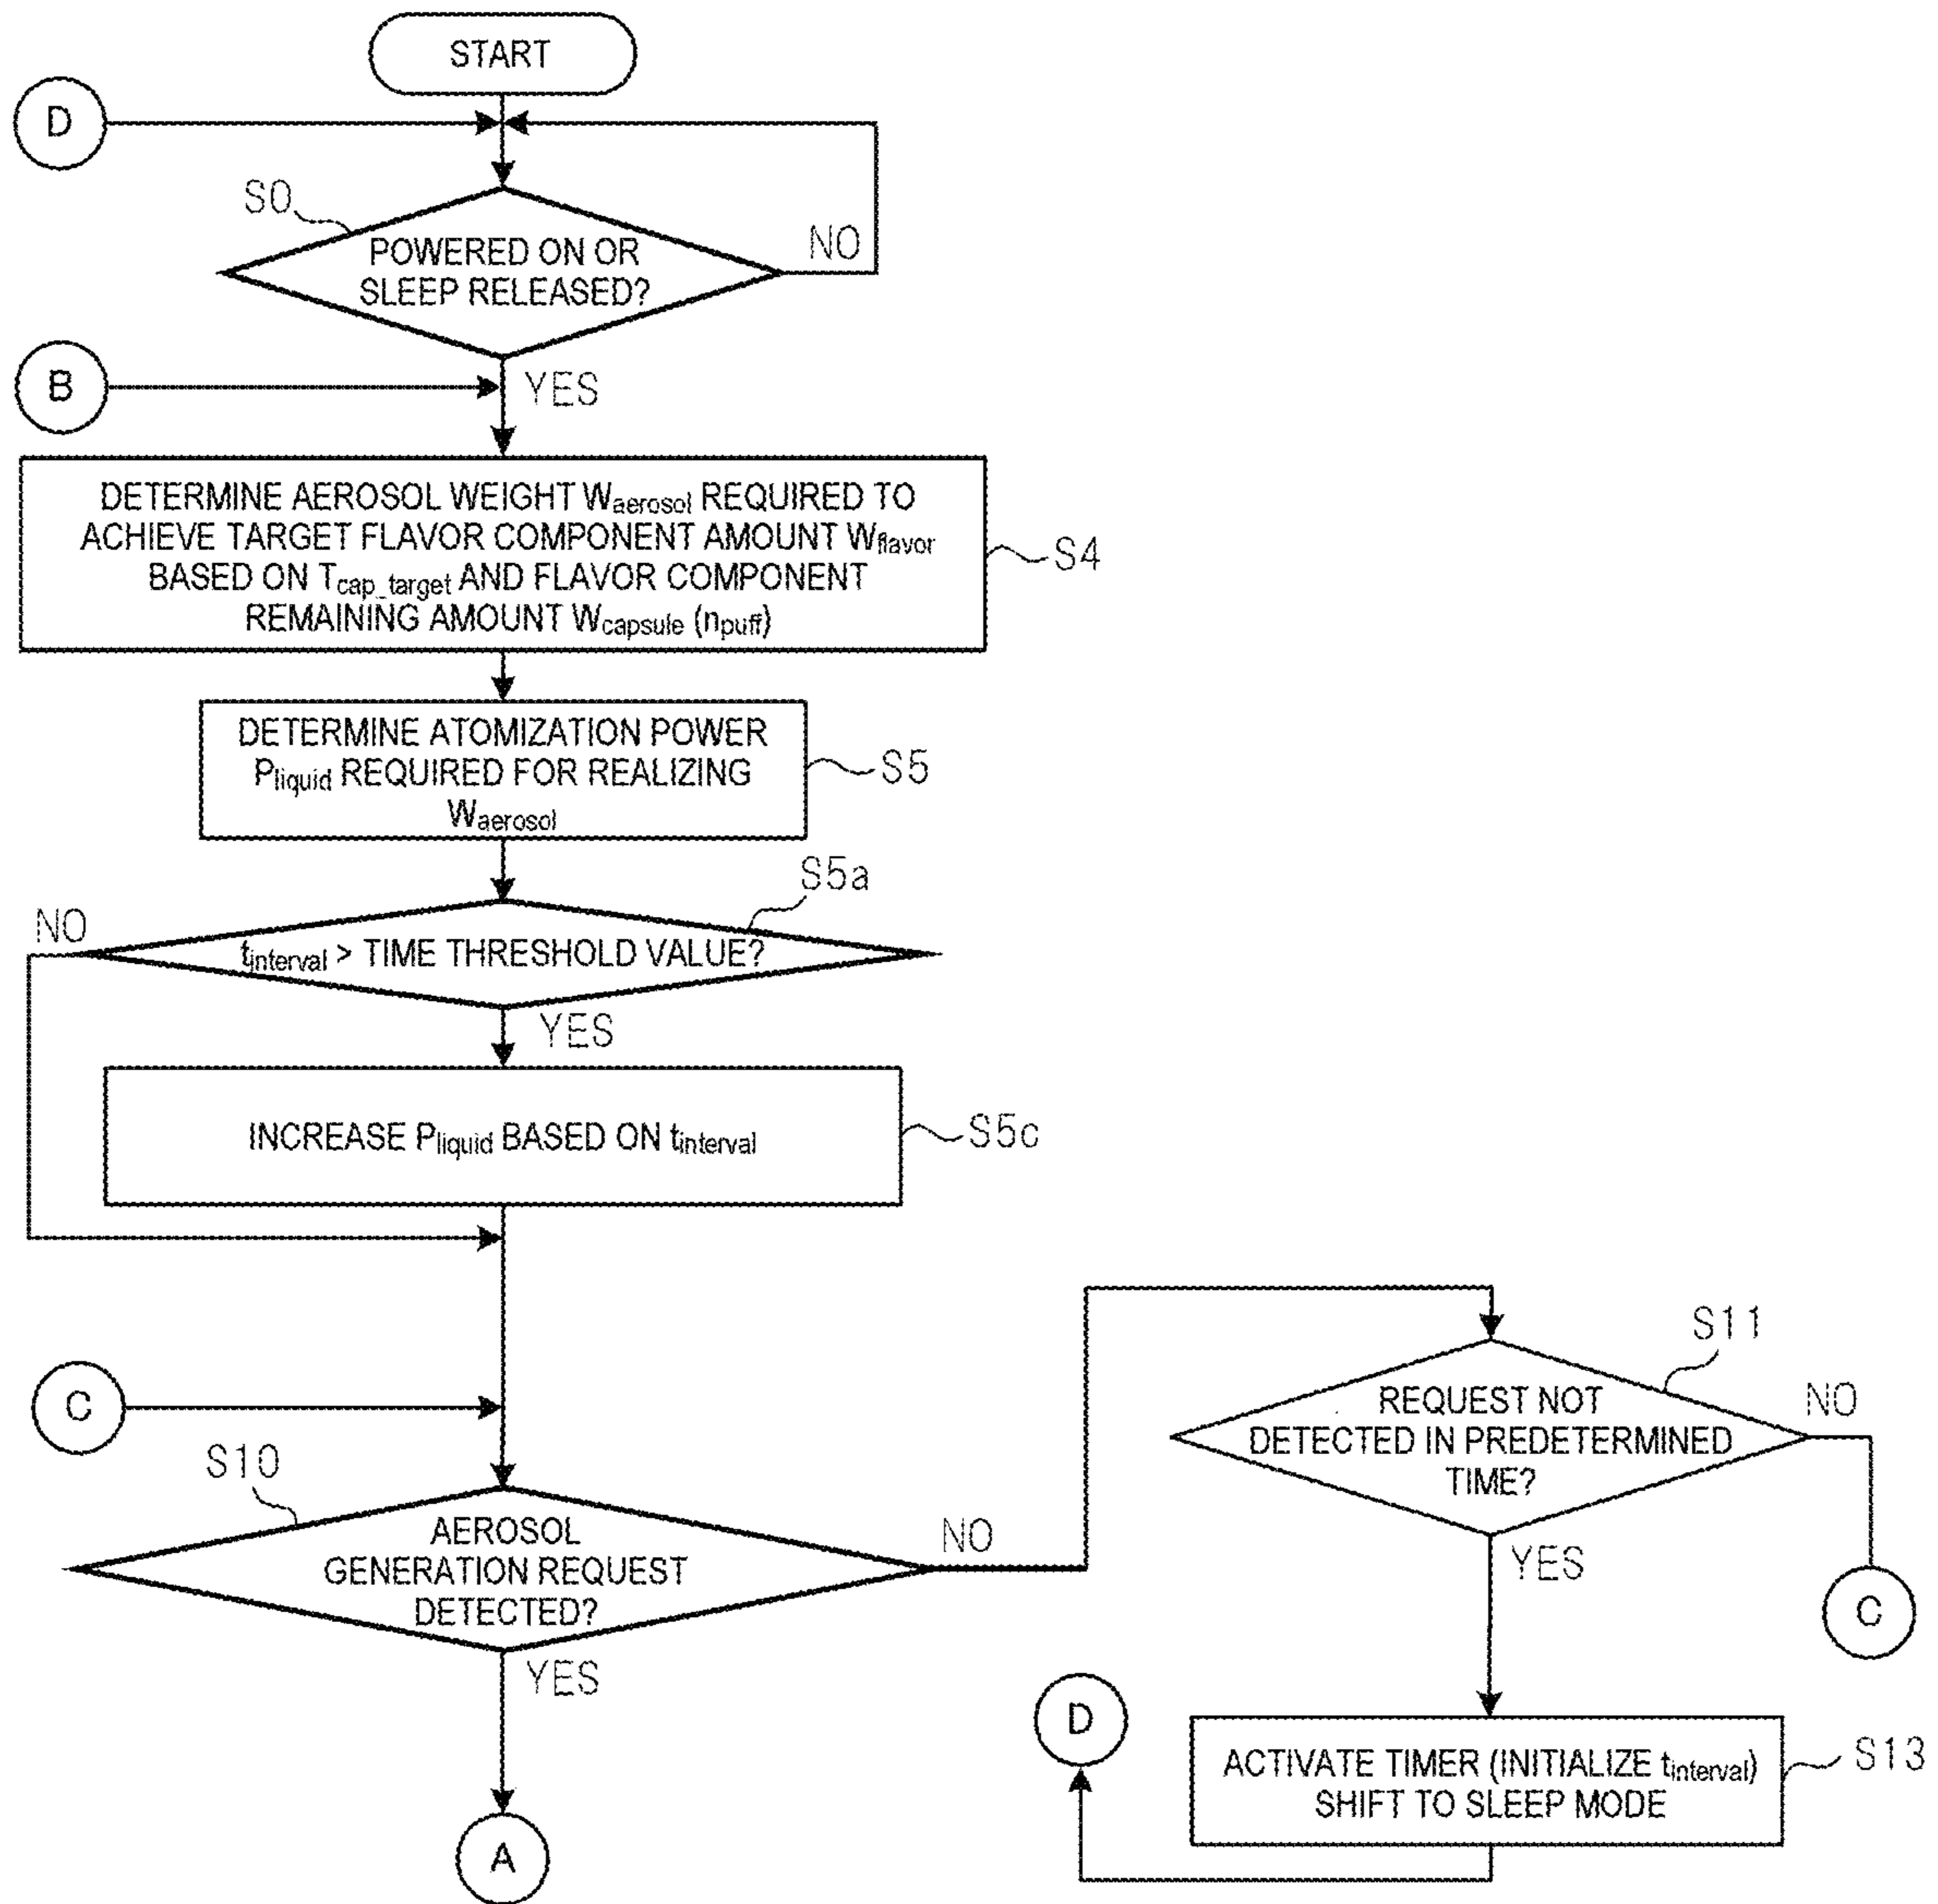 START
D
S0
POWERED ON OR
SLEEP RELEASED?
NO
B
YES
DETERMINE AEROSOL WEIGHT Waerosol REQUIRED TO
ACHIEVE TARGET FLAVOR COMPONENT AMOUNT Wflavor
BASED ON Tcap_target AND FLAVOR COMPONENT
REMAINING AMOUNT Wcapsule (npuff)
S4
DETERMINE ATOMIZATION POWER
Pliquid REQUIRED FOR REALIZING
Waerosol
S5
S5a
NO
tinterval > TIME THRESHOLD VALUE?
YES
INCREASE Pliquid BASED ON tinterval
S5c
C
S10
AEROSOL
GENERATION REQUEST
DETECTED?
NO
YES
A
S11
REQUEST NOT
DETECTED IN PREDETERMINED
TIME?
NO
YES
C
D
ACTIVATE TIMER (INITIALIZE tinterval)
SHIFT TO SLEEP MODE
S13